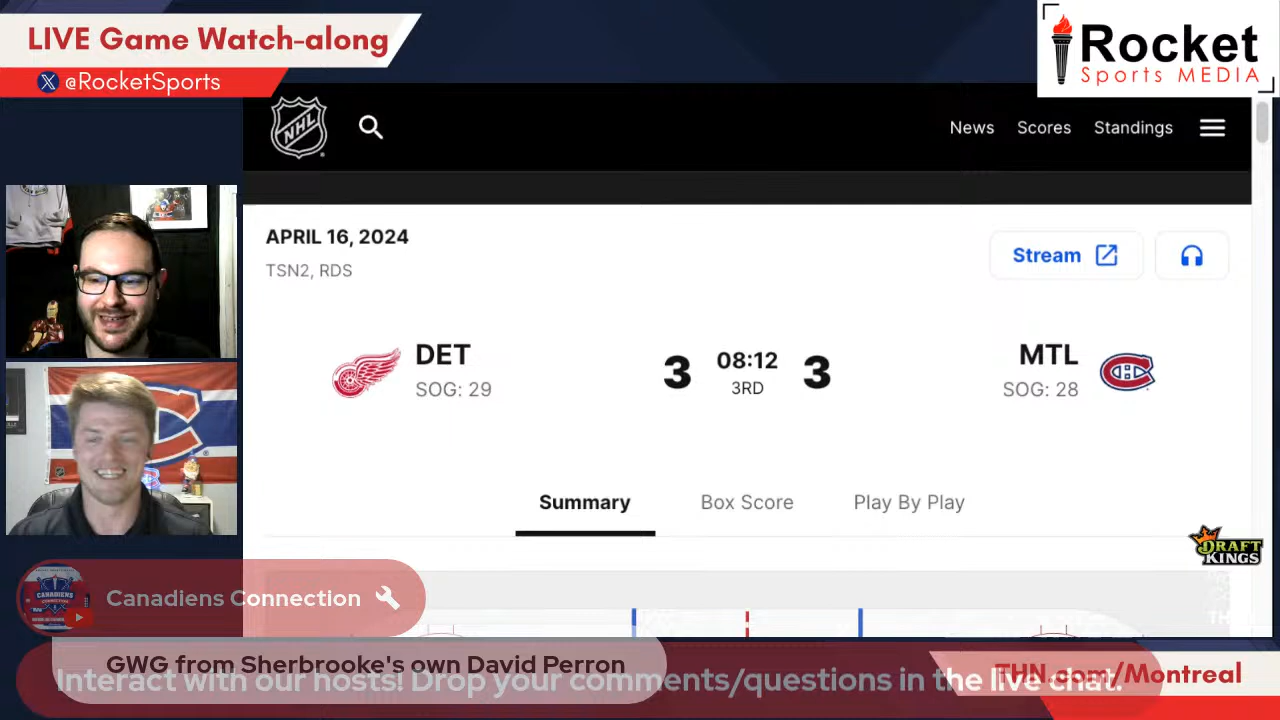 LIVE Game Watch-along
@RocketSports
Rocket
Sports MEDIA
NHL
News Scores Standings
APRIL 16, 2024
TSN2, RDS
Stream
DET
SOG: 29
3
08:12
3RD
3
MTL
SOG: 28
Summary Box Score Play By Play
DRAFT
KINGS
CANADIENS
Canadiens Connection
GWG from Sherbrooke's own David Perron
Interact with our hosts! Drop your comments/questions in the live chat.
THN.com/Montreal